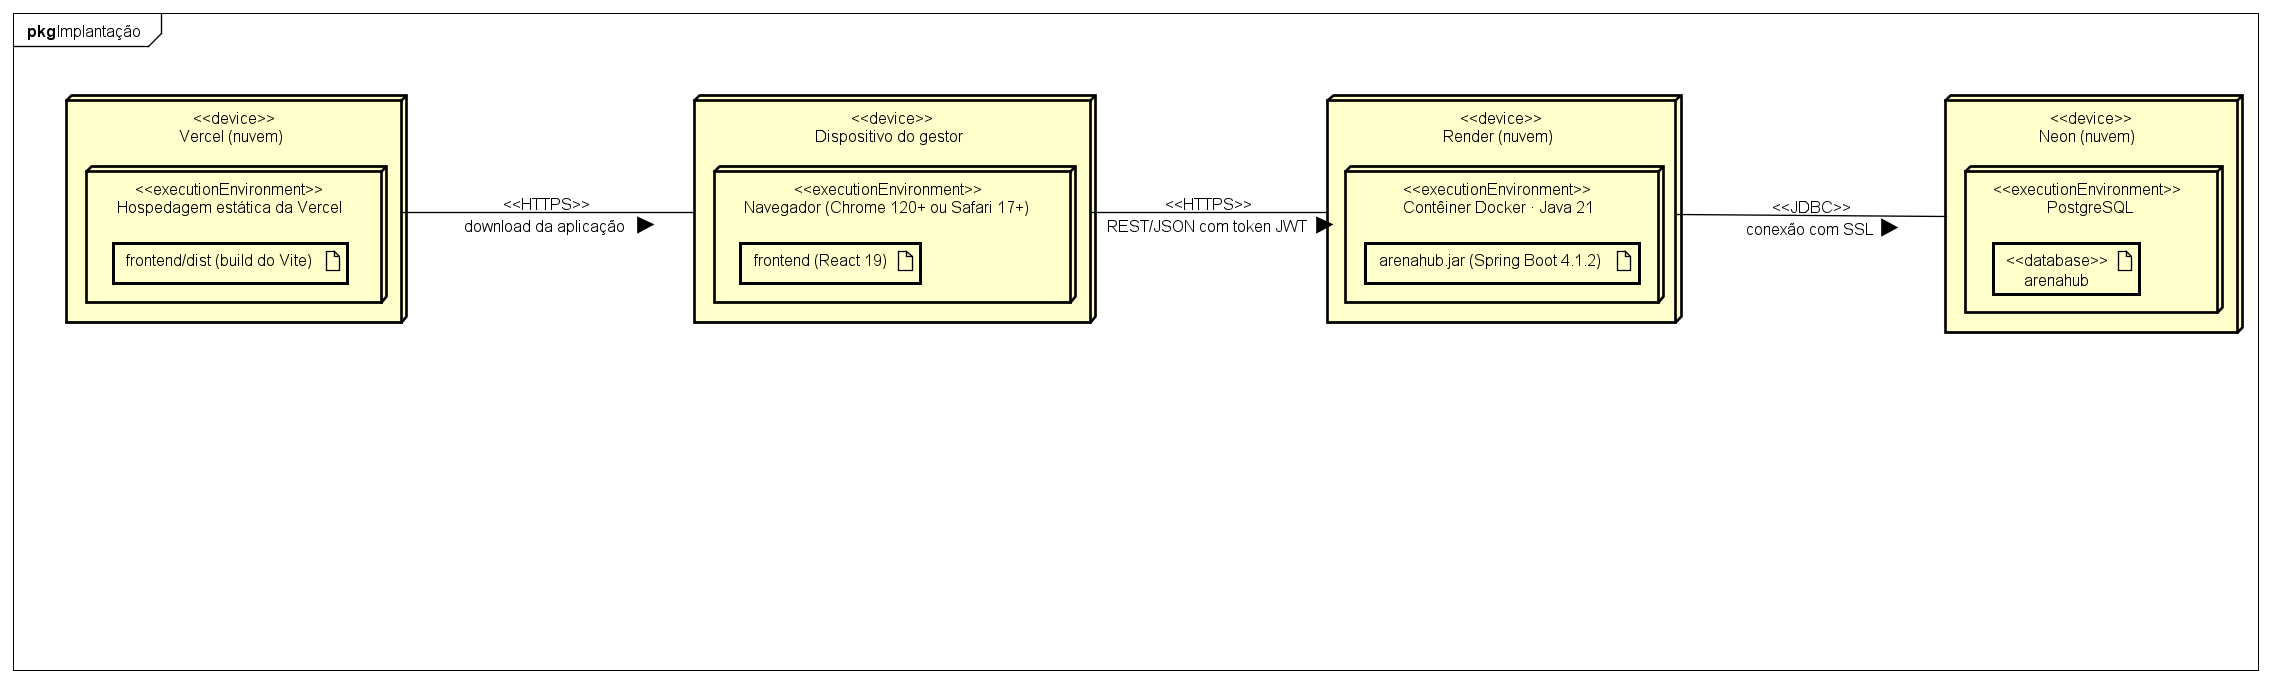 pkgImplantação
<<device>>
Vercel (nuvem)
<<executionEnvironment>>
Hospedagem estática da Vercel
frontend/dist (build do Vite)
<<HTTPS>>
download da aplicação
<<device>>
Dispositivo do gestor
<<executionEnvironment>>
Navegador (Chrome 120+ ou Safari 17+)
frontend (React 19)
<<HTTPS>>
REST/JSON com token JWT
<<device>>
Render (nuvem)
<<executionEnvironment>>
Contêiner Docker · Java 21
arenahub.jar (Spring Boot 4.1.2)
<<JDBC>>
conexão com SSL
<<device>>
Neon (nuvem)
<<executionEnvironment>>
PostgreSQL
<<database>>
arenahub